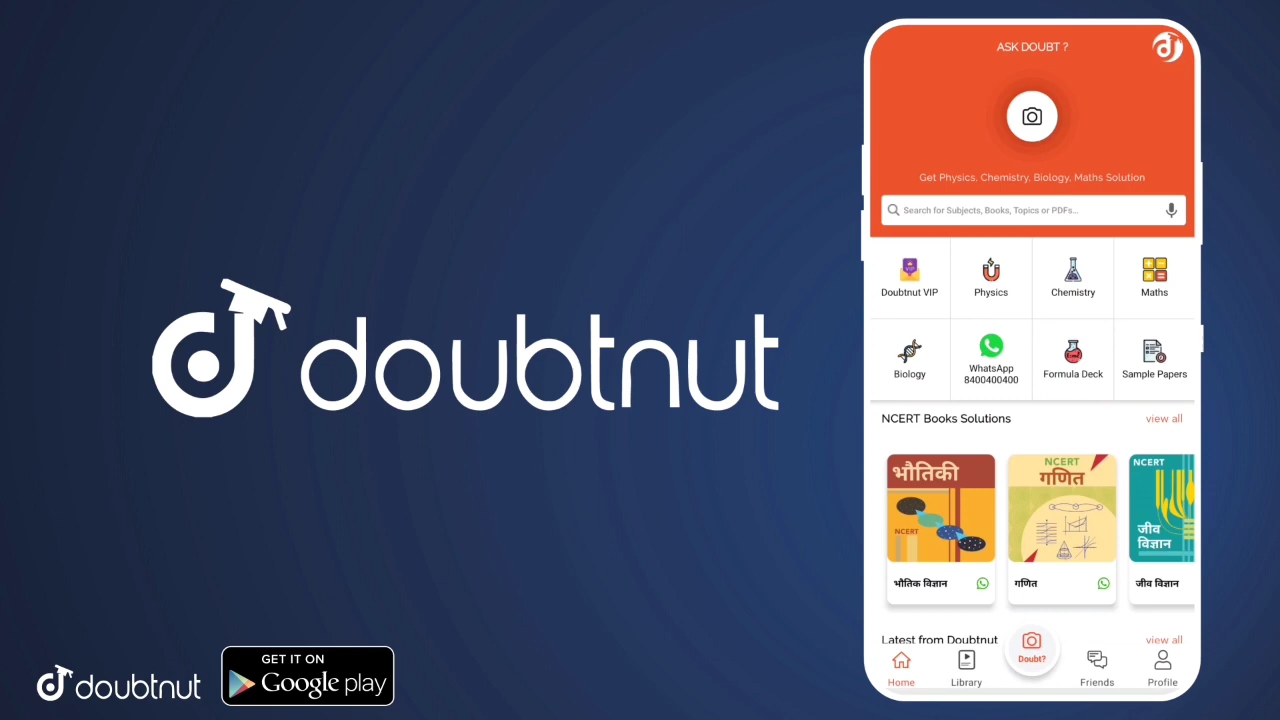 doubtnut
doubtnut
GET IT ON
Google play
ASK DOUBT ?
Get Physics, Chemistry, Biology, Maths Solution
Search for Subjects, Books, Topics or PDFs...
Doubtnut VIP
Physics
Chemistry
Maths
Biology
WhatsApp
8400400400
Formula Deck
Sample Papers
NCERT Books Solutions
view all
भौतिकी
NCERT
भौतिक विज्ञान
NCERT
गणित
गणित
NCERT
जीव
विज्ञान
जीव विज्ञान
Latest from Doubtnut
view all
Doubt?
Home
Library
Friends
Profile